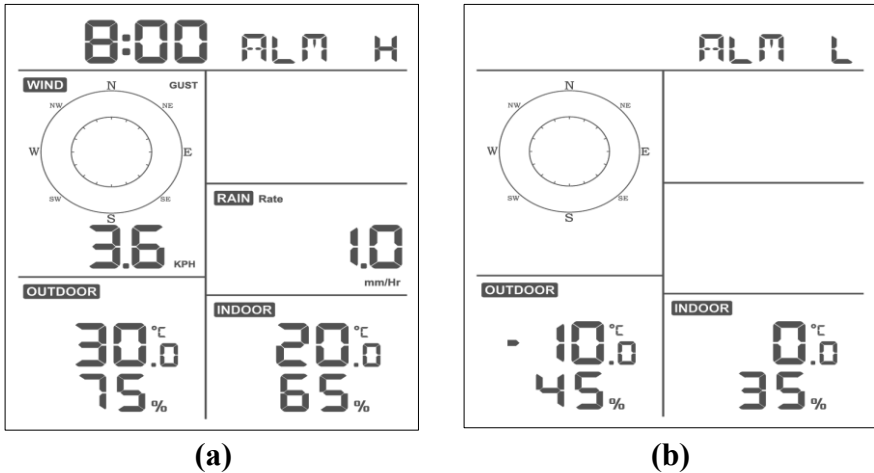 8:00 ALM H
WIND GUST
N
NW NE
W E
SW SE
S
3.6 KPH
RAIN Rate
1.0
mm/Hr
OUTDOOR
30.0 °C
75 %
INDOOR
20.0 °C
65 %
(a)
ALM L
N
NW NE
W E
SW SE
S
OUTDOOR
-10.0 °C
45 %
INDOOR
0.0 °C
35 %
(b)